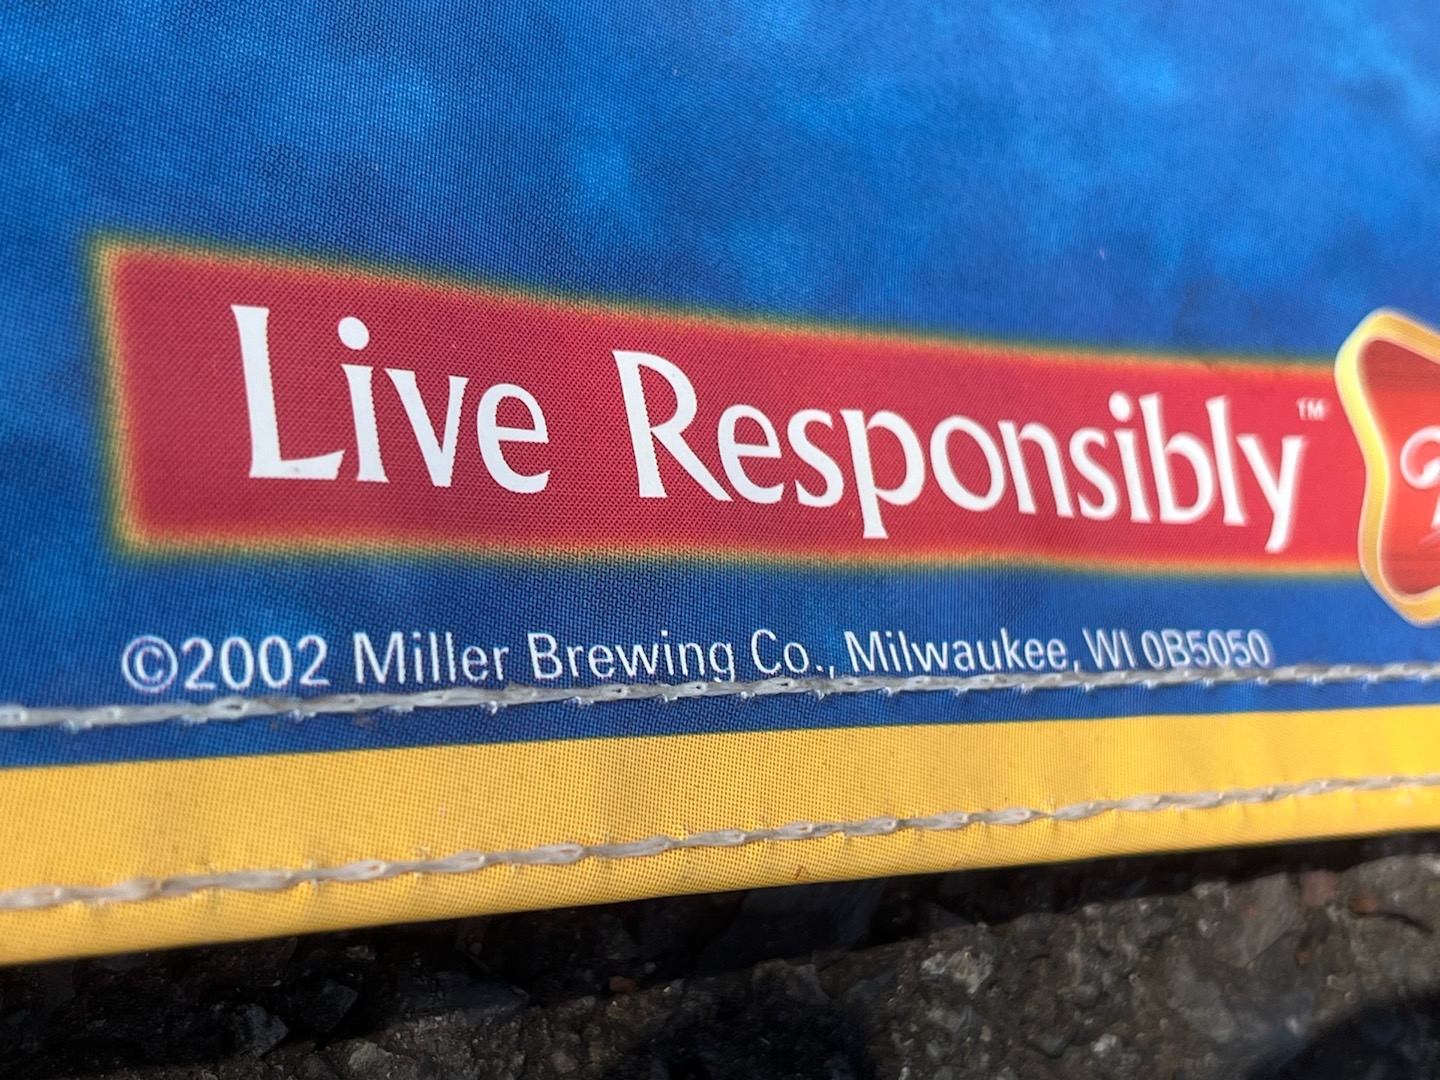 Live Responsibly™
©2002 Miller Brewing Co., Milwaukee, WI 0B5050